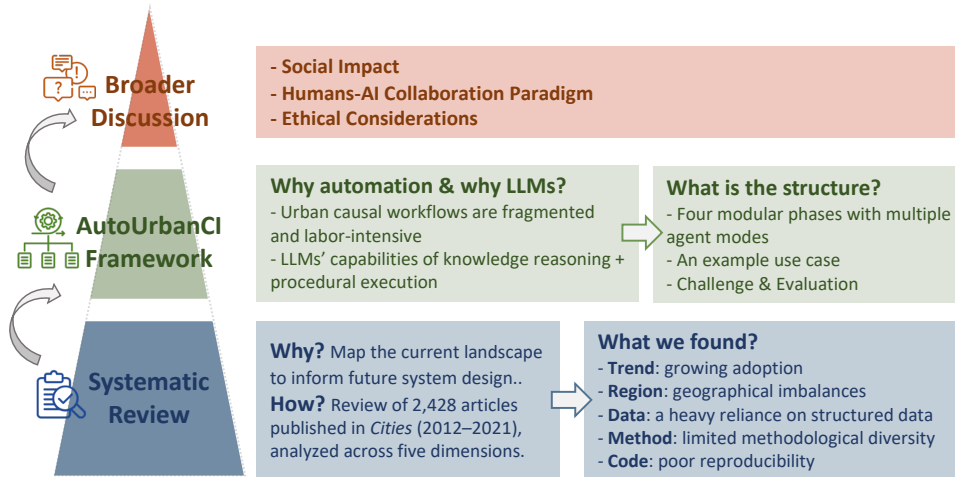 Broader
Discussion
- Social Impact
- Humans-AI Collaboration Paradigm
- Ethical Considerations
AutoUrbanCI
Framework
Why automation & why LLMs?
- Urban causal workflows are fragmented
and labor-intensive
- LLMs' capabilities of knowledge reasoning +
procedural execution
What is the structure?
- Four modular phases with multiple
agent modes
- An example use case
- Challenge & Evaluation
Systematic
Review
Why? Map the current landscape
to inform future system design..
How? Review of 2,428 articles
published in Cities (2012–2021),
analyzed across five dimensions.
What we found?
- Trend: growing adoption
- Region: geographical imbalances
- Data: a heavy reliance on structured data
- Method: limited methodological diversity
- Code: poor reproducibility